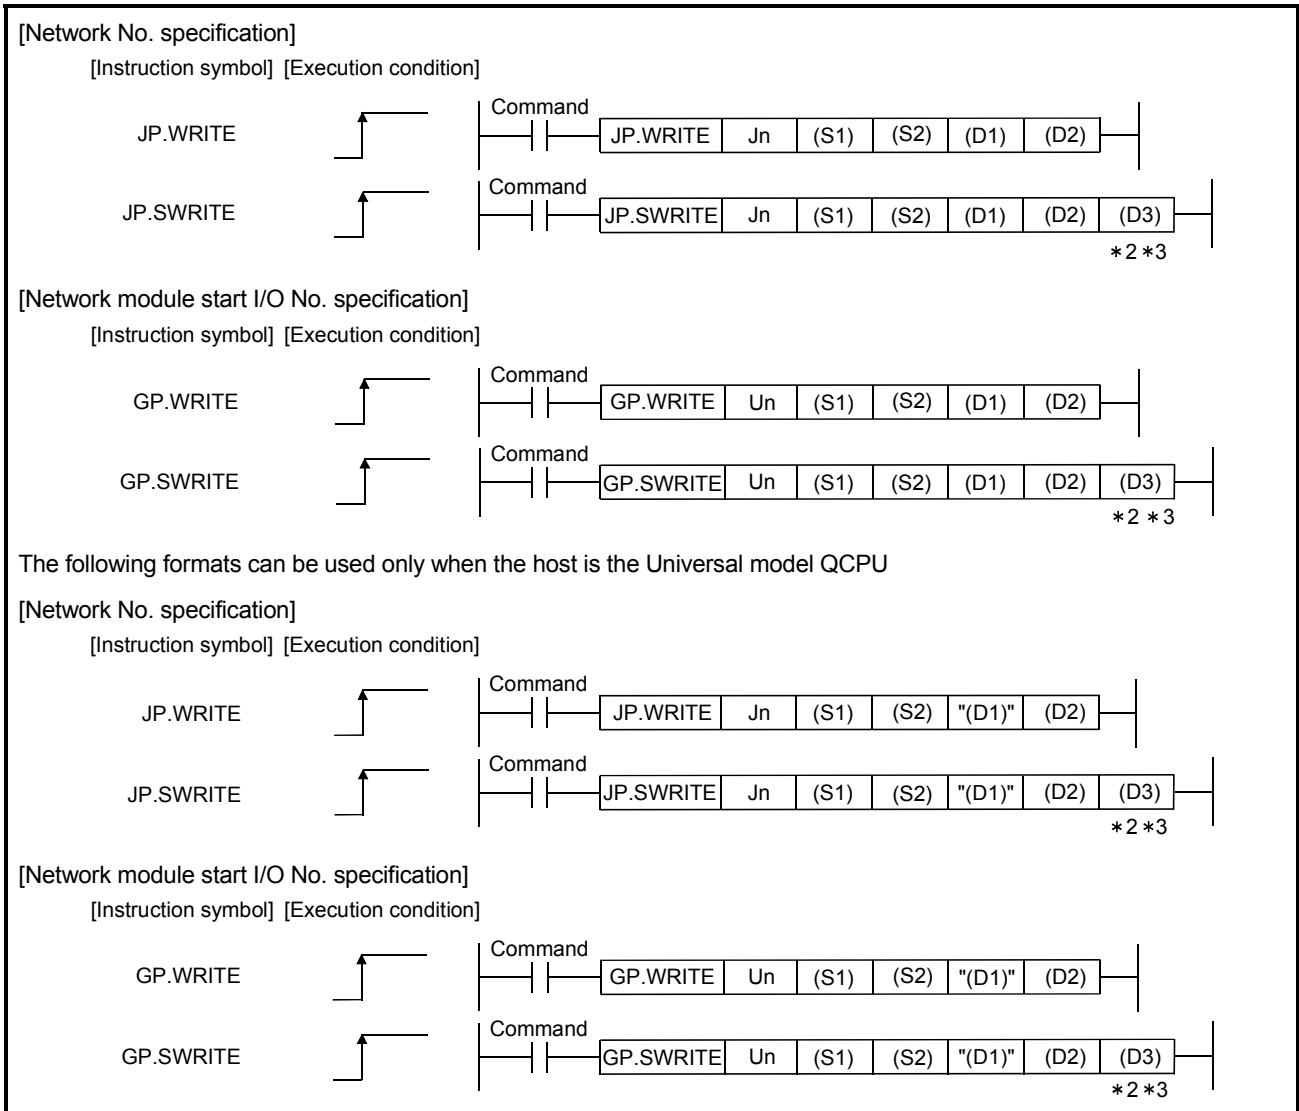 [Network No. specification]
[Instruction symbol] [Execution condition]
Command
JP.WRITE JP.WRITE Jn (S1) (S2) (D1) (D2)
Command
JP.SWRITE JP.SWRITE Jn (S1) (S2) (D1) (D2) (D3)
*2 *3
[Network module start I/O No. specification]
[Instruction symbol] [Execution condition]
Command
GP.WRITE GP.WRITE Un (S1) (S2) (D1) (D2)
Command
GP.SWRITE GP.SWRITE Un (S1) (S2) (D1) (D2) (D3)
*2 *3
The following formats can be used only when the host is the Universal model QCPU
[Network No. specification]
[Instruction symbol] [Execution condition]
Command
JP.WRITE JP.WRITE Jn (S1) (S2) "(D1)" (D2)
Command
JP.SWRITE JP.SWRITE Jn (S1) (S2) "(D1)" (D2) (D3)
*2 *3
[Network module start I/O No. specification]
[Instruction symbol] [Execution condition]
Command
GP.WRITE GP.WRITE Un (S1) (S2) "(D1)" (D2)
Command
GP.SWRITE GP.SWRITE Un (S1) (S2) "(D1)" (D2) (D3)
*2 *3